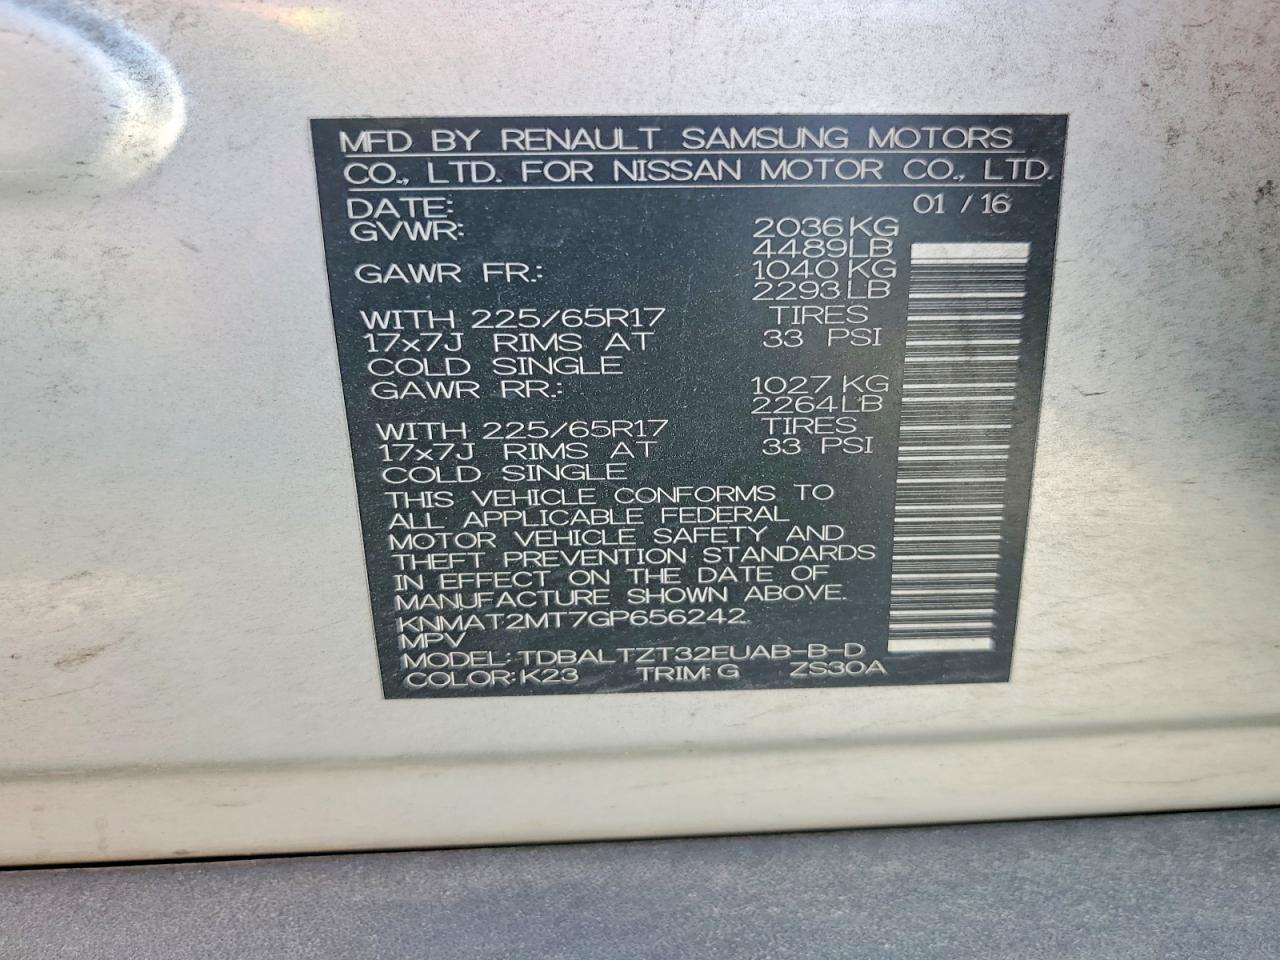 MFD BY RENAULT SAMSUNG MOTORS
CO., LTD. FOR NISSAN MOTOR CO., LTD.
DATE: 01 / 16
GVWR: 2036 KG
4489LB
GAWR FR.: 1040 KG
2293 LB
WITH 225/65R17 TIRES
17x7J RIMS AT 33 PSI
COLD SINGLE
GAWR RR.: 1027 KG
2264 LB
WITH 225/65R17 TIRES
17x7J RIMS AT 33 PSI
COLD SINGLE
THIS VEHICLE CONFORMS TO
ALL APPLICABLE FEDERAL
MOTOR VEHICLE SAFETY AND
THEFT PREVENTION STANDARDS
IN EFFECT ON THE DATE OF
MANUFACTURE SHOWN ABOVE.
KNMAT2MT7GP656242
MPV
MODEL: TDBALTZT32EUAB-B-D
COLOR: K23 TRIM: G ZS30A